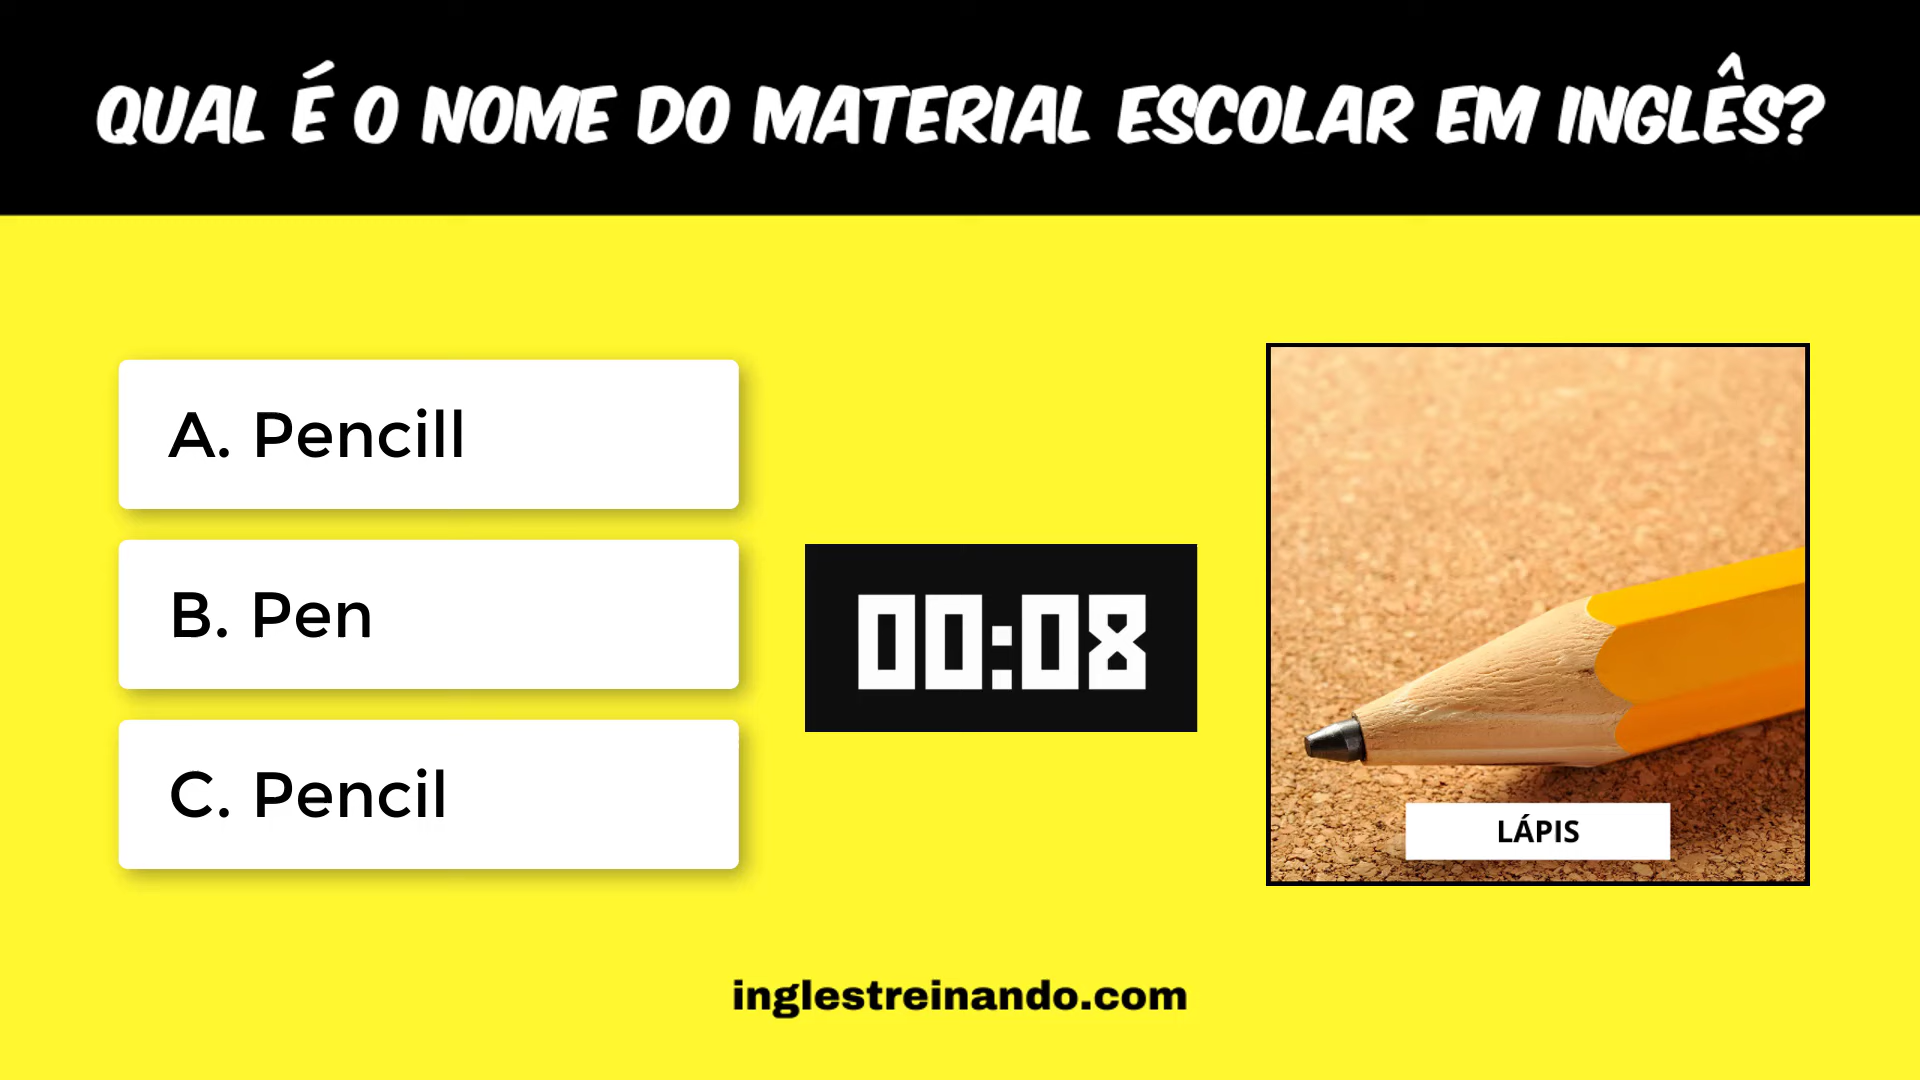 QUAL É O NOME DO MATERIAL ESCOLAR EM INGLÊS?
A. Pencill
B. Pen
C. Pencil
00:08
LÁPIS
inglestreinando.com